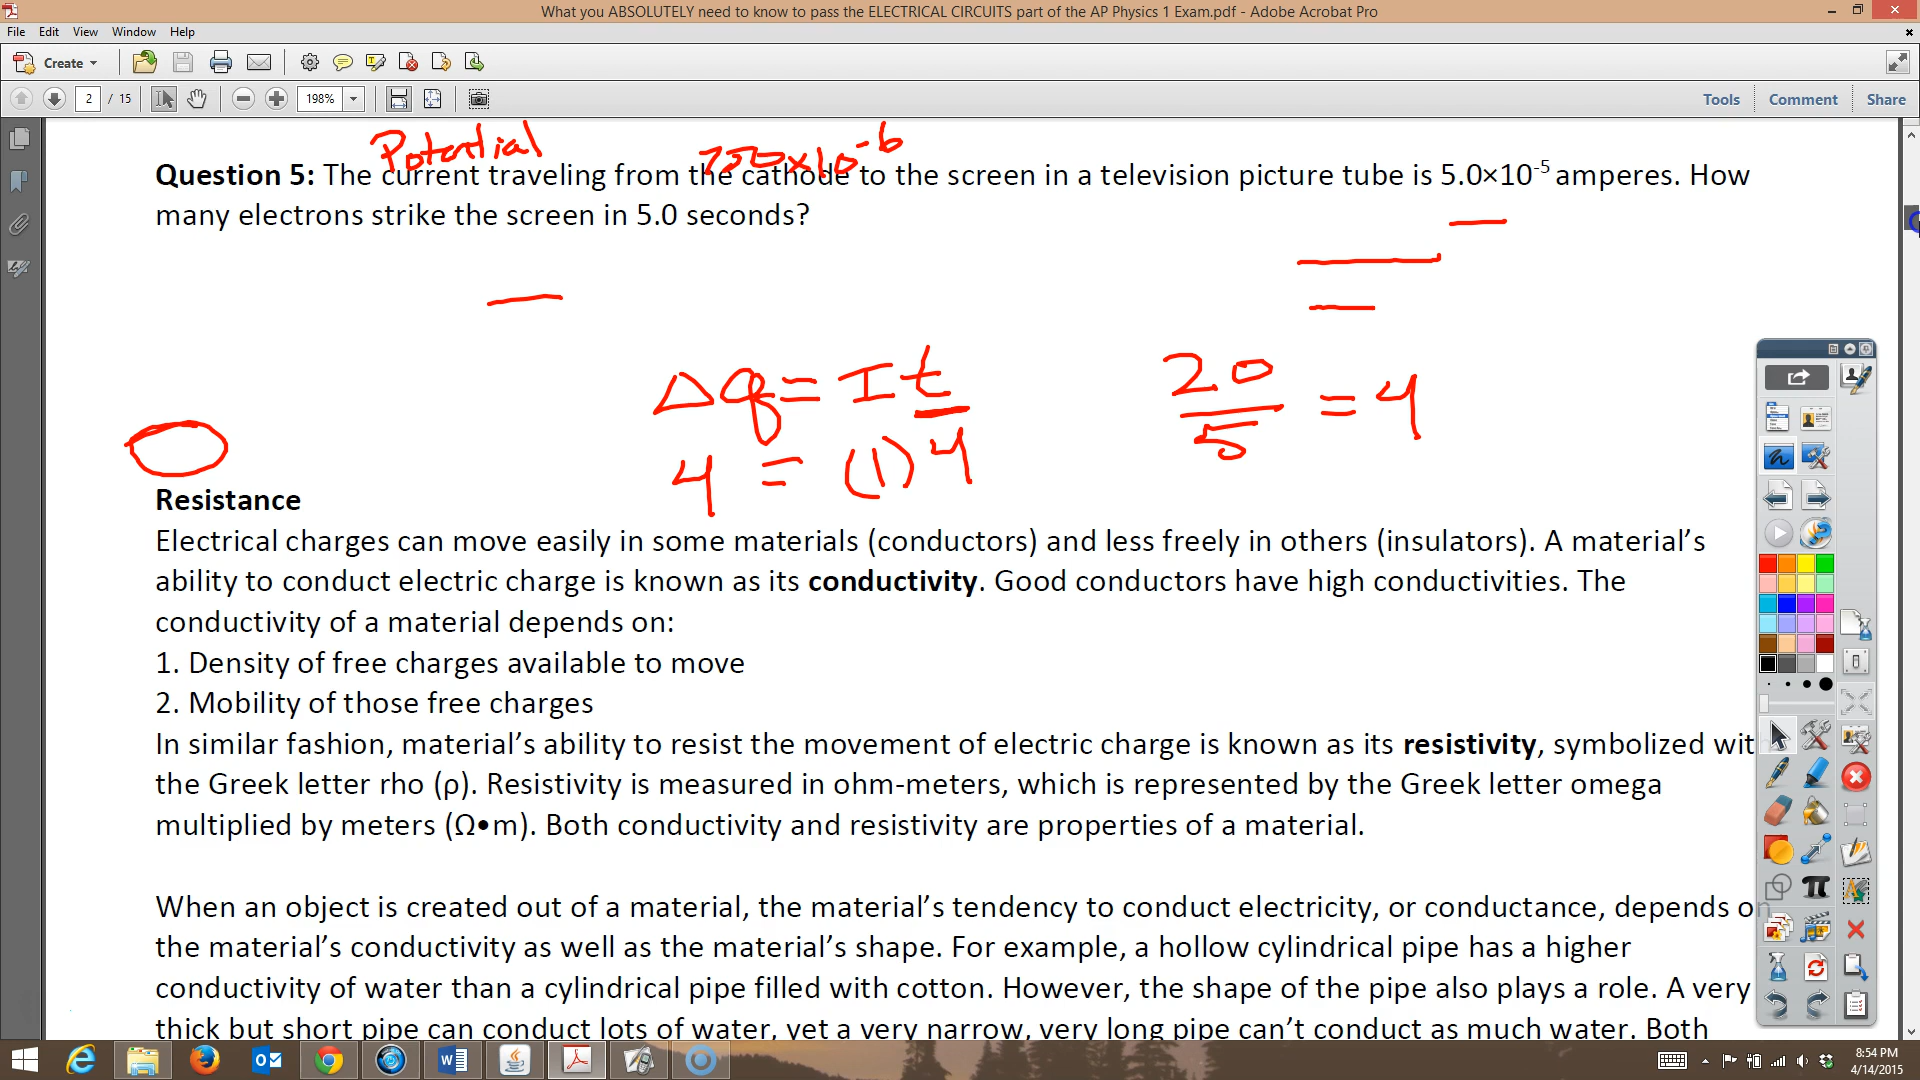 What you ABSOLUTELY need to know to pass the ELECTRICAL CIRCUITS part of the AP Physics 1 Exam.pdf - Adobe Acrobat Pro
File Edit View Window Help
Create
2 / 15 198% Tools Comment Share
Potential 250x10-6
Question 5: The current traveling from the cathode to the screen in a television picture tube is 5.0×10-5 amperes. How
many electrons strike the screen in 5.0 seconds?
Δq = I t
4 = (1) 4
20/5 = 4
Resistance
Electrical charges can move easily in some materials (conductors) and less freely in others (insulators). A material's
ability to conduct electric charge is known as its conductivity. Good conductors have high conductivities. The
conductivity of a material depends on:
1. Density of free charges available to move
2. Mobility of those free charges
In similar fashion, material's ability to resist the movement of electric charge is known as its resistivity, symbolized wit
the Greek letter rho (ρ). Resistivity is measured in ohm-meters, which is represented by the Greek letter omega
multiplied by meters (Ω•m). Both conductivity and resistivity are properties of a material.
When an object is created out of a material, the material's tendency to conduct electricity, or conductance, depends on
the material's conductivity as well as the material's shape. For example, a hollow cylindrical pipe has a higher
conductivity of water than a cylindrical pipe filled with cotton. However, the shape of the pipe also plays a role. A very
thick but short pipe can conduct lots of water, yet a very narrow, very long pipe can't conduct as much water. Both
8:54 PM
4/14/2015